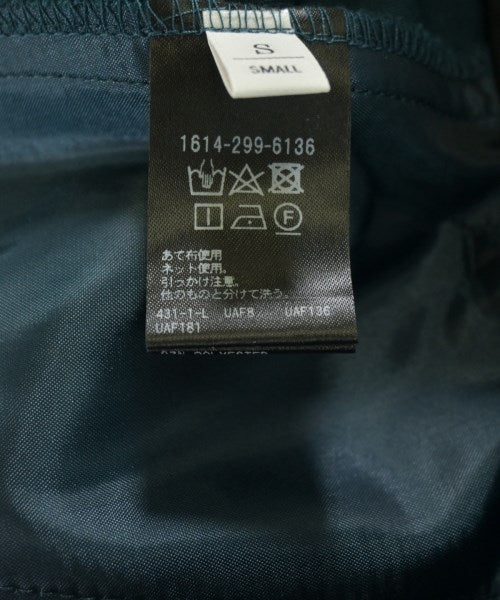 S
SMALL
1614-299-6136
F
あて布使用
ネット使用。
引っかけ注意。
他のものと分けて洗う。
431-1-L UAF8 UAF136
UAF181
POLYESTER